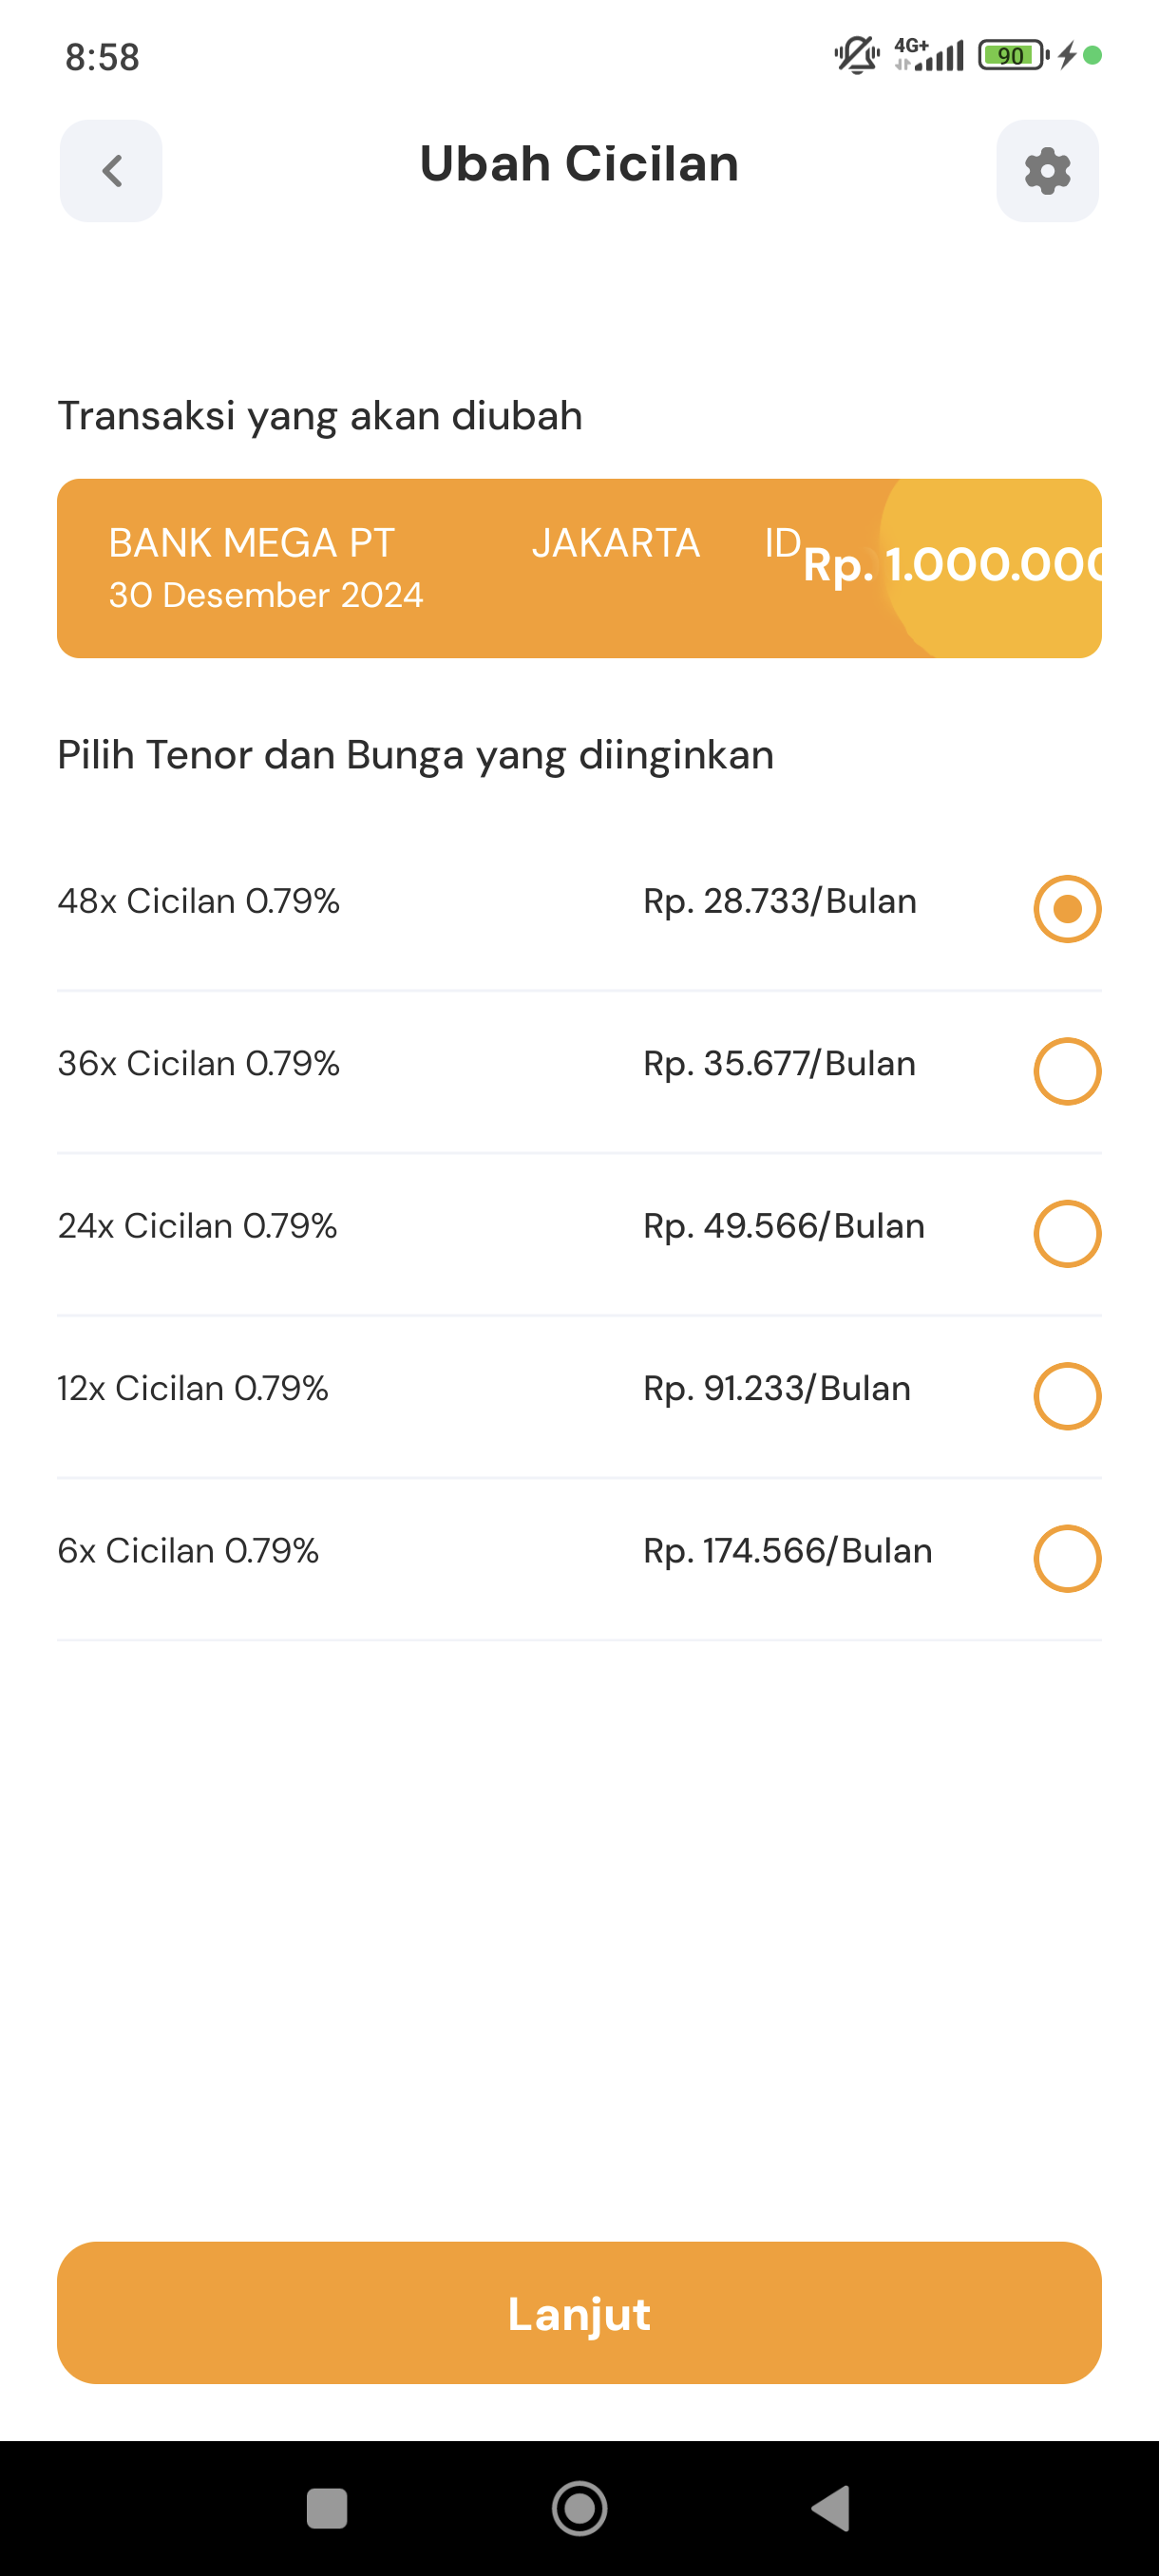 8:58
4G+
90
Ubah Cicilan
Transaksi yang akan diubah
BANK MEGA PT JAKARTA ID
Rp. 1.000.000
30 Desember 2024
Pilih Tenor dan Bunga yang diinginkan
48x Cicilan 0.79% Rp. 28.733/Bulan
36x Cicilan 0.79% Rp. 35.677/Bulan
24x Cicilan 0.79% Rp. 49.566/Bulan
12x Cicilan 0.79% Rp. 91.233/Bulan
6x Cicilan 0.79% Rp. 174.566/Bulan
Lanjut